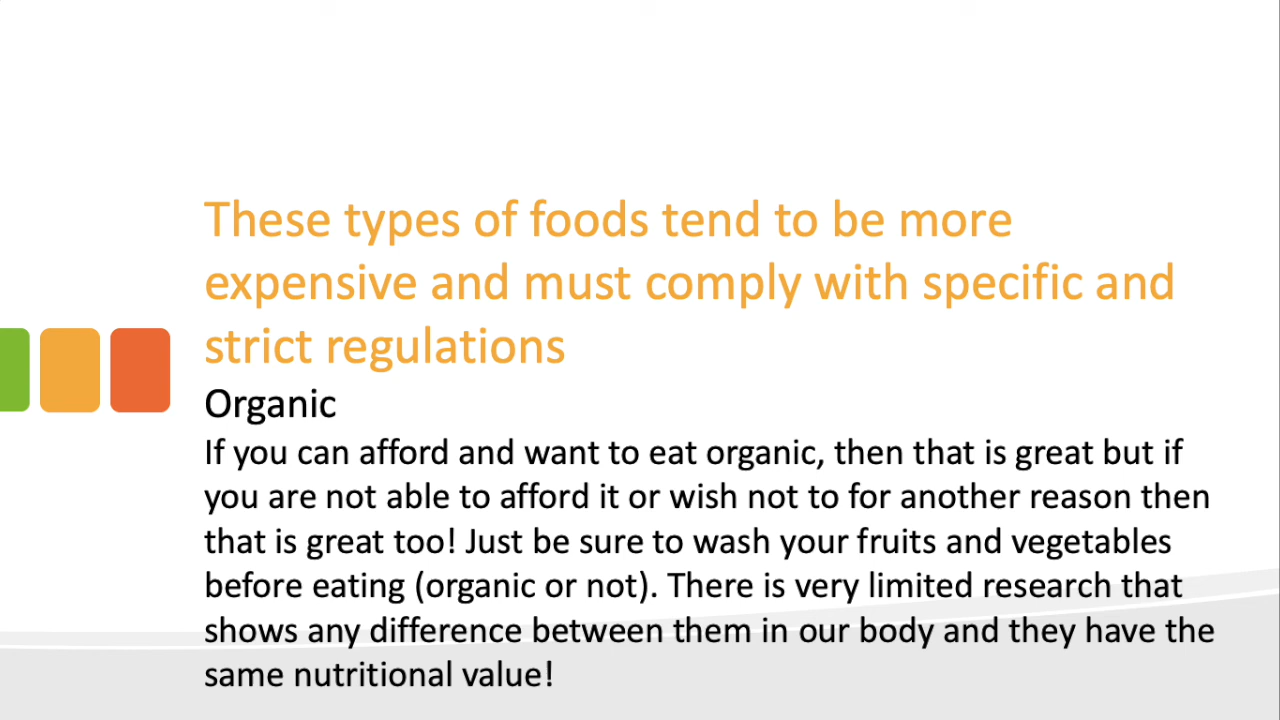 These types of foods tend to be more
expensive and must comply with specific and
strict regulations
Organic
If you can afford and want to eat organic, then that is great but if
you are not able to afford it or wish not to for another reason then
that is great too! Just be sure to wash your fruits and vegetables
before eating (organic or not). There is very limited research that
shows any difference between them in our body and they have the
same nutritional value!